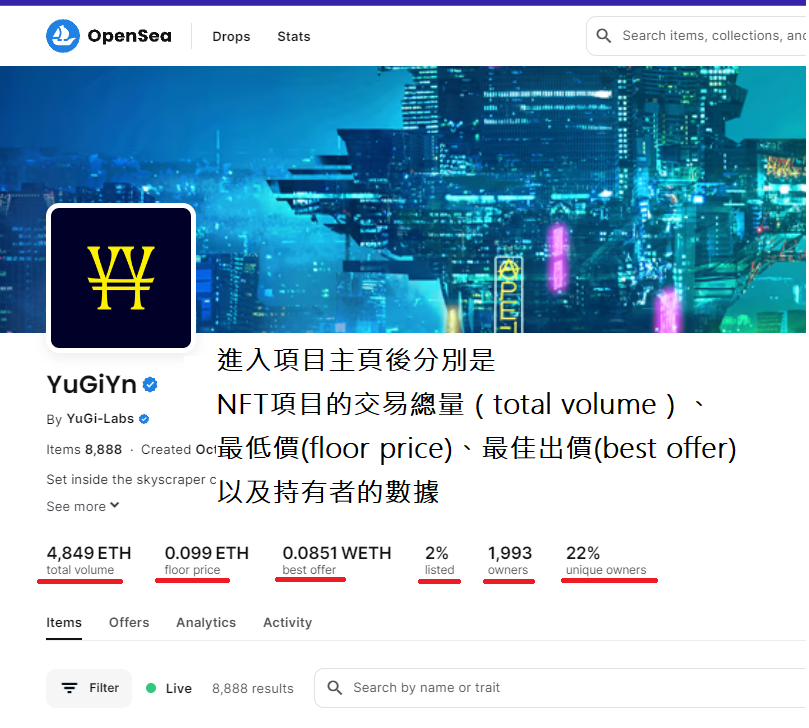 OpenSea
Drops
Stats
Search items, collections, and
APE
YuGiYn
By YuGi-Labs
Items 8,888 · Created Oct
Set inside the skyscraper c
See more
進入項目主頁後分別是
NFT項目的交易總量（total volume）、
最低價(floor price)、最佳出價(best offer)
以及持有者的數據
4,849 ETH
total volume
0.099 ETH
floor price
0.0851 WETH
best offer
2%
listed
1,993
owners
22%
unique owners
Items
Offers
Analytics
Activity
Filter
Live
8,888 results
Search by name or trait